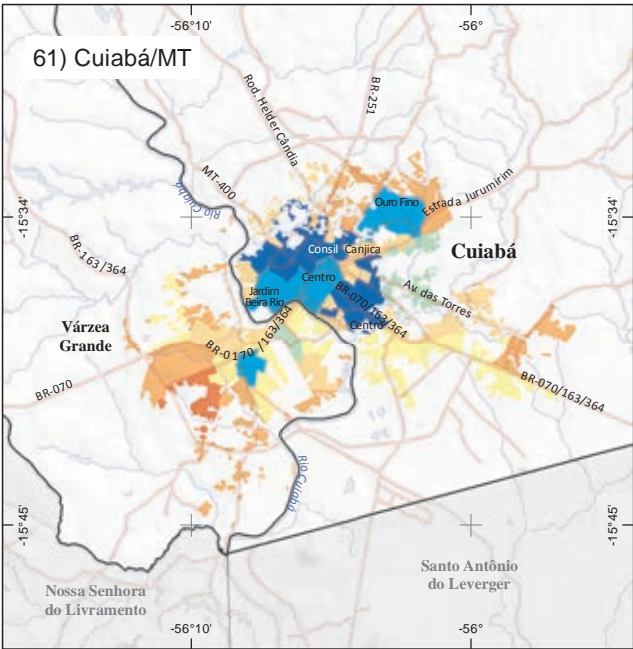 -56°10'
-56°
61) Cuiabá/MT
Rod. Helder Cândia
BR-251
MT-400
Rio Cuiabá
-15°34'
-15°34'
Ouro Fino
Estrada Jurumirim
BR-163/364
Consil
Canjica
Cuiabá
Centro
Jardim
Beira Rio
BR-070/163/364
Av. das Torres
Várzea
Grande
Centro
BR-0170 /163/364
BR-070
BR-070/163/364
Rio Cuiabá
-15°45'
-15°45'
Santo Antônio
do Leverger
Nossa Senhora
do Livramento
-56°10'
-56°